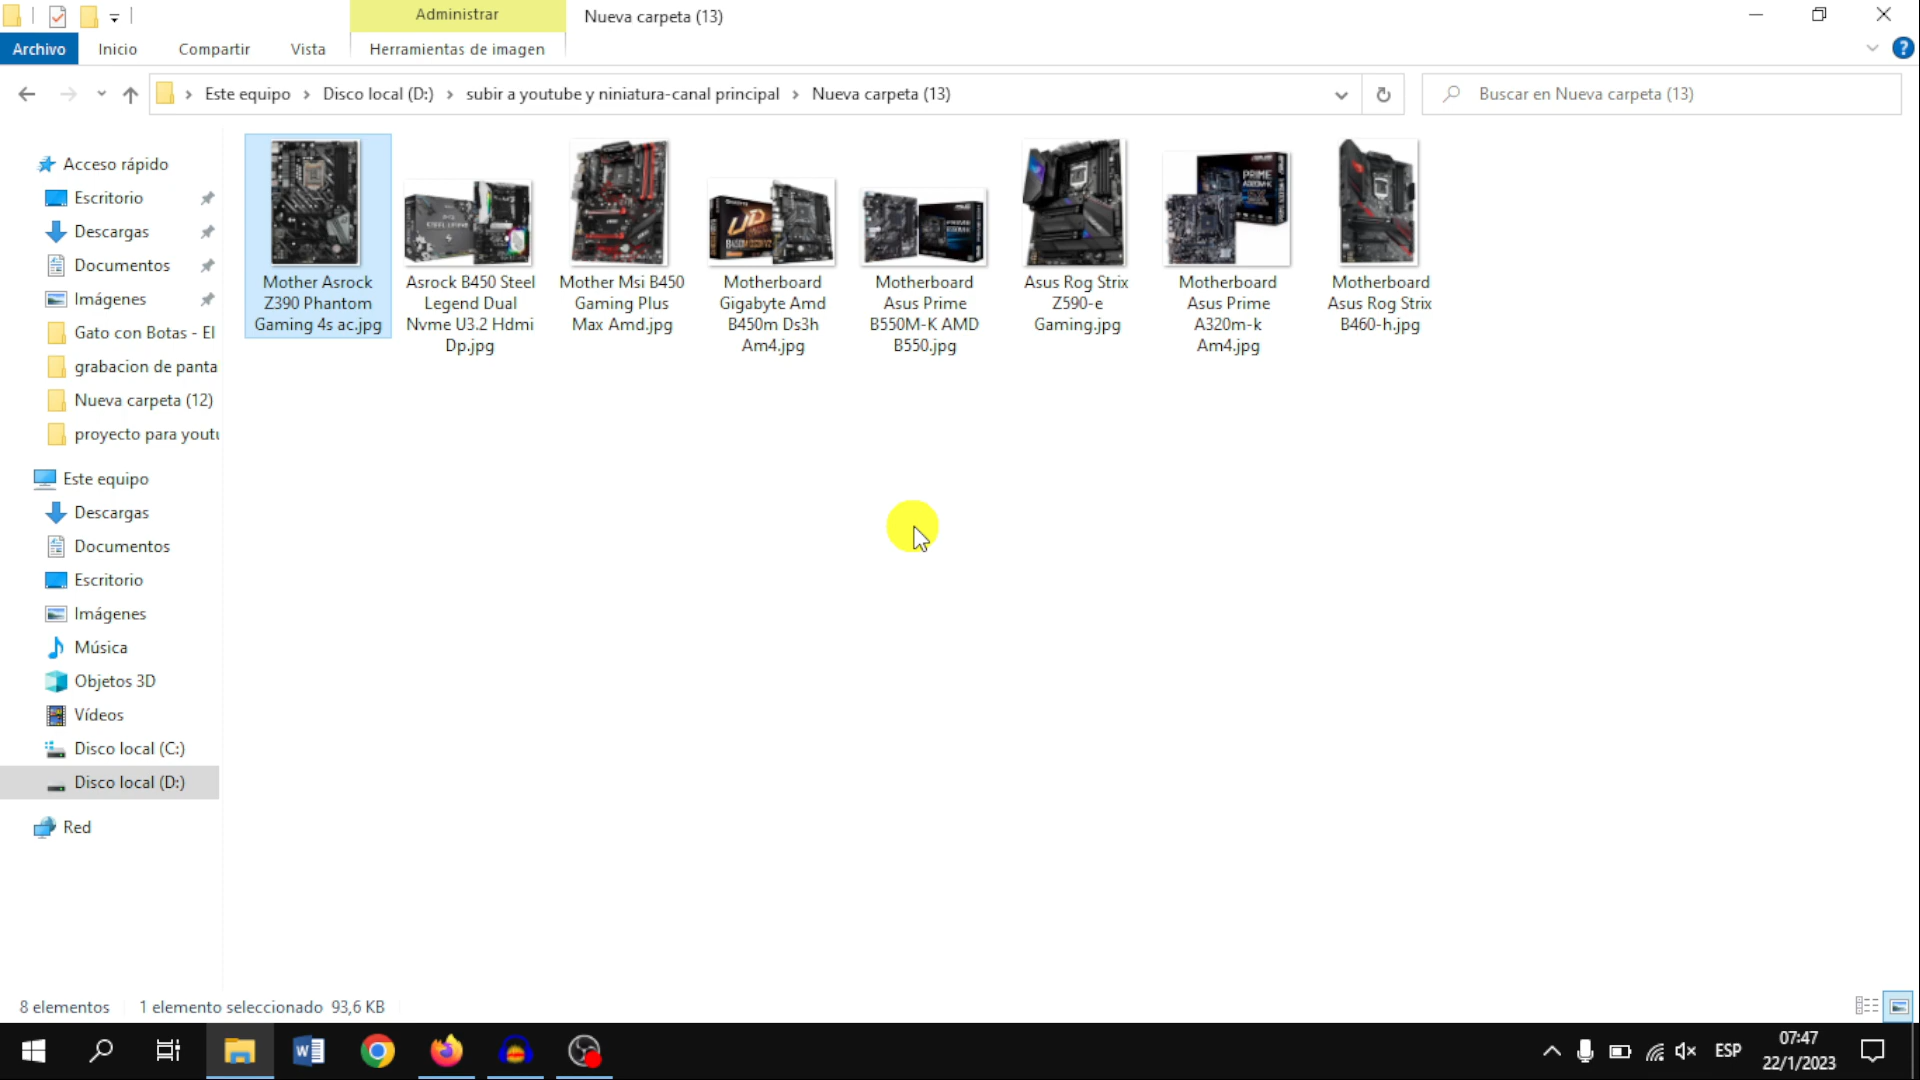 Administrar
Nueva carpeta (13)
Archivo
Inicio
Compartir
Vista
Herramientas de imagen
Este equipo
Disco local (D:)
subir a youtube y niniatura-canal principal
Nueva carpeta (13)
Buscar en Nueva carpeta (13)
Acceso rápido
Escritorio
Descargas
Documentos
Imágenes
Gato con Botas - El
grabacion de panta
Nueva carpeta (12)
proyecto para youtu
Este equipo
Descargas
Documentos
Escritorio
Imágenes
Música
Objetos 3D
Vídeos
Disco local (C:)
Disco local (D:)
Red
Mother Asrock
Z390 Phantom
Gaming 4s ac.jpg
Asrock B450 Steel
Legend Dual
Nvme U3.2 Hdmi
Dp.jpg
Mother Msi B450
Gaming Plus
Max Amd.jpg
UD
Motherboard
Gigabyte Amd
B450m Ds3h
Am4.jpg
Motherboard
Asus Prime
B550M-K AMD
B550.jpg
Asus Rog Strix
Z590-e
Gaming.jpg
PRIME
A320M-K
Motherboard
Asus Prime
A320m-k
Am4.jpg
Motherboard
Asus Rog Strix
B460-h.jpg
8 elementos
1 elemento seleccionado 93,6 KB
ESP
07:47
22/1/2023